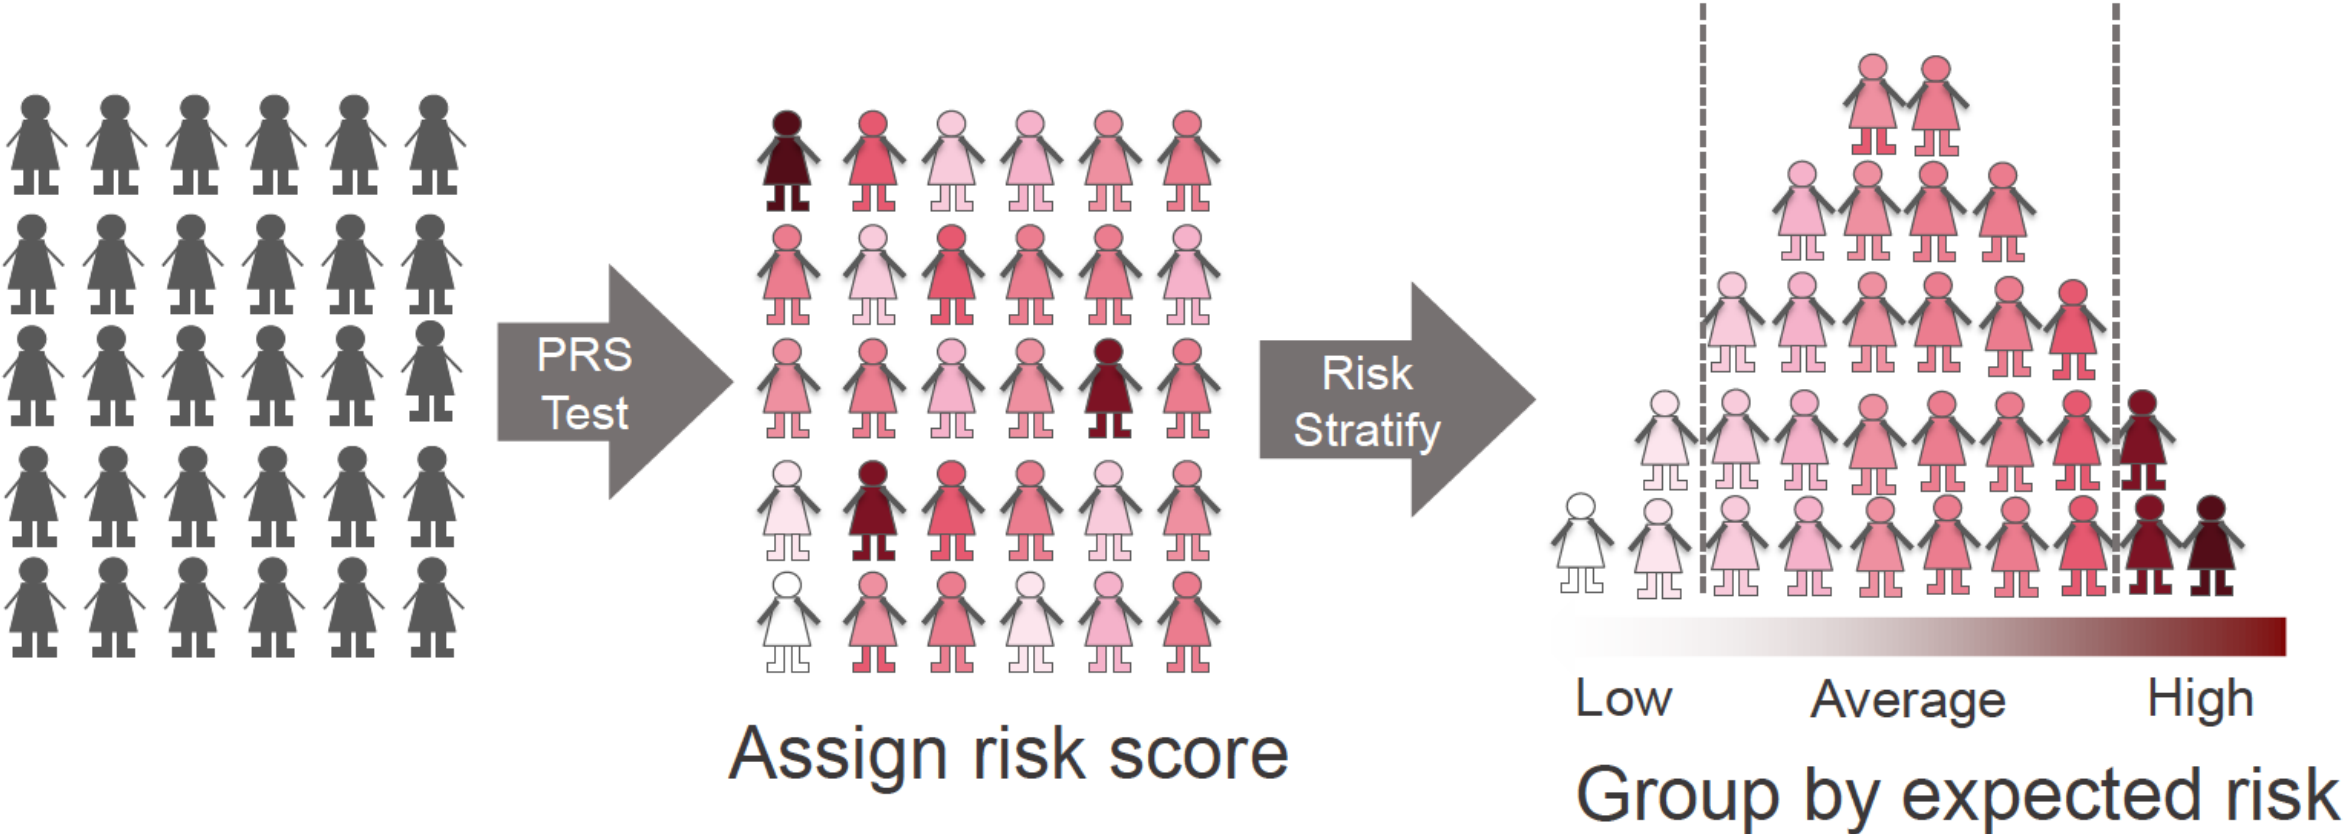 PRS
Test
Assign risk score
Risk
Stratify
Low
Average
High
Group by expected risk